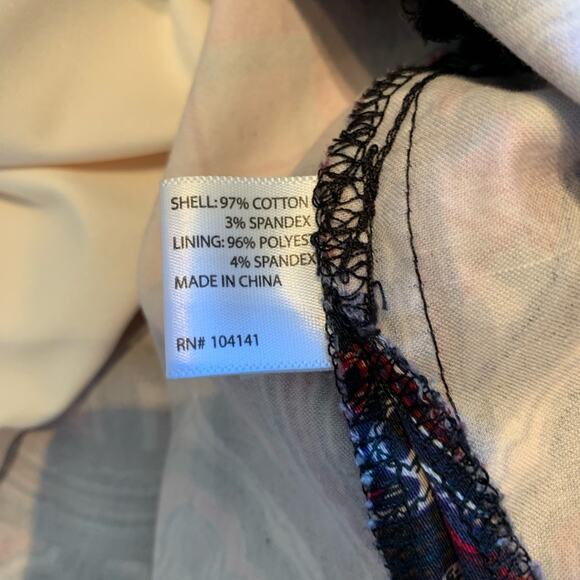 SHELL: 97% COTTON
3% SPANDEX
LINING: 96% POLYES
4% SPANDEX
MADE IN CHINA
RN# 104141